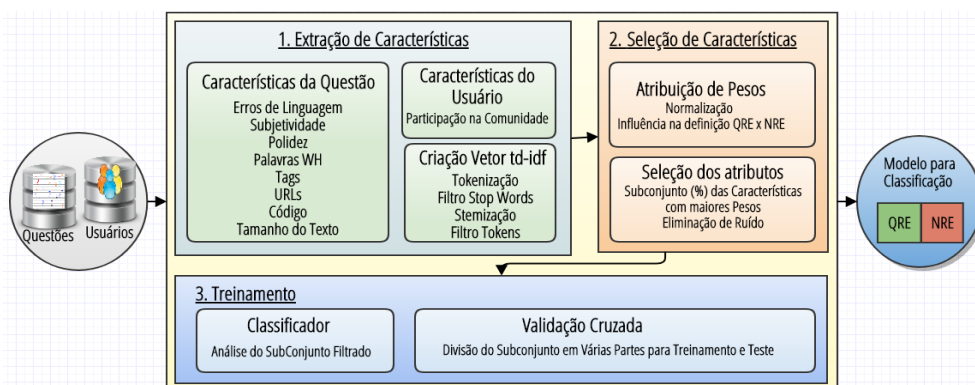 Questões
Usuários
1. Extração de Características
Características da Questão
Erros de Linguagem
Subjetividade
Polidez
Palavras WH
Tags
URLs
Código
Tamanho do Texto
Características do
Usuário
Participação na Comunidade
Criação Vetor td-idf
Tokenização
Filtro Stop Words
Stemização
Filtro Tokens
2. Seleção de Características
Atribuição de Pesos
Normalização
Influência na definição QRE x NRE
Seleção dos atributos
Subconjunto (%) das Características
com maiores Pesos
Eliminação de Ruído
3. Treinamento
Classificador
Análise do SubConjunto Filtrado
Validação Cruzada
Divisão do Subconjunto em Várias Partes para Treinamento e Teste
Modelo para
Classificação
QRE
NRE